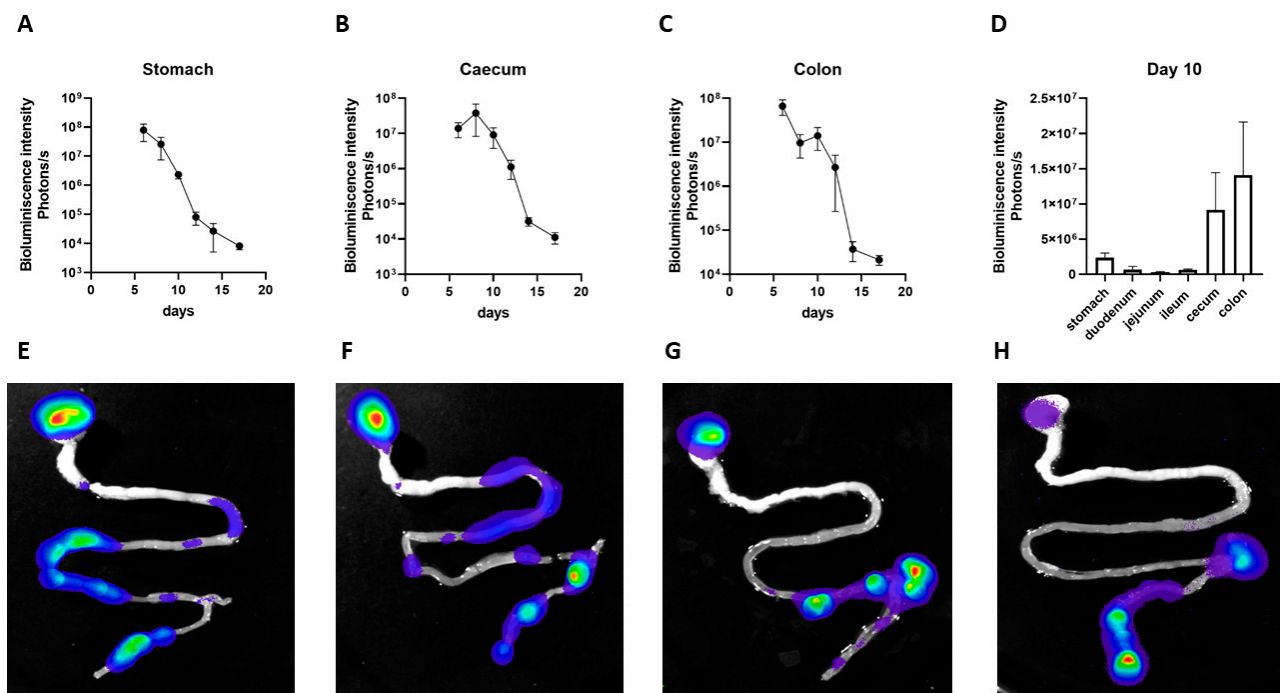 A
B
C
D
Stomach
Caecum
Colon
Day 10
Bioluminiscence intensity
Photons/s
10⁹
10⁸
10⁷
10⁶
10⁵
10⁴
10³
0
5
10
15
20
days
Bioluminiscence intensity
Photons/s
10⁸
10⁷
10⁶
10⁵
10⁴
10³
0
5
10
15
20
days
Bioluminiscence intensity
Photons/s
10⁸
10⁷
10⁶
10⁵
10⁴
0
5
10
15
20
days
Bioluminiscence intensity
Photons/s
2.5×10⁷
2×10⁷
1.5×10⁷
1×10⁷
5×10⁶
0
stomach
duodenum
jejunum
ileum
cecum
colon
E
F
G
H